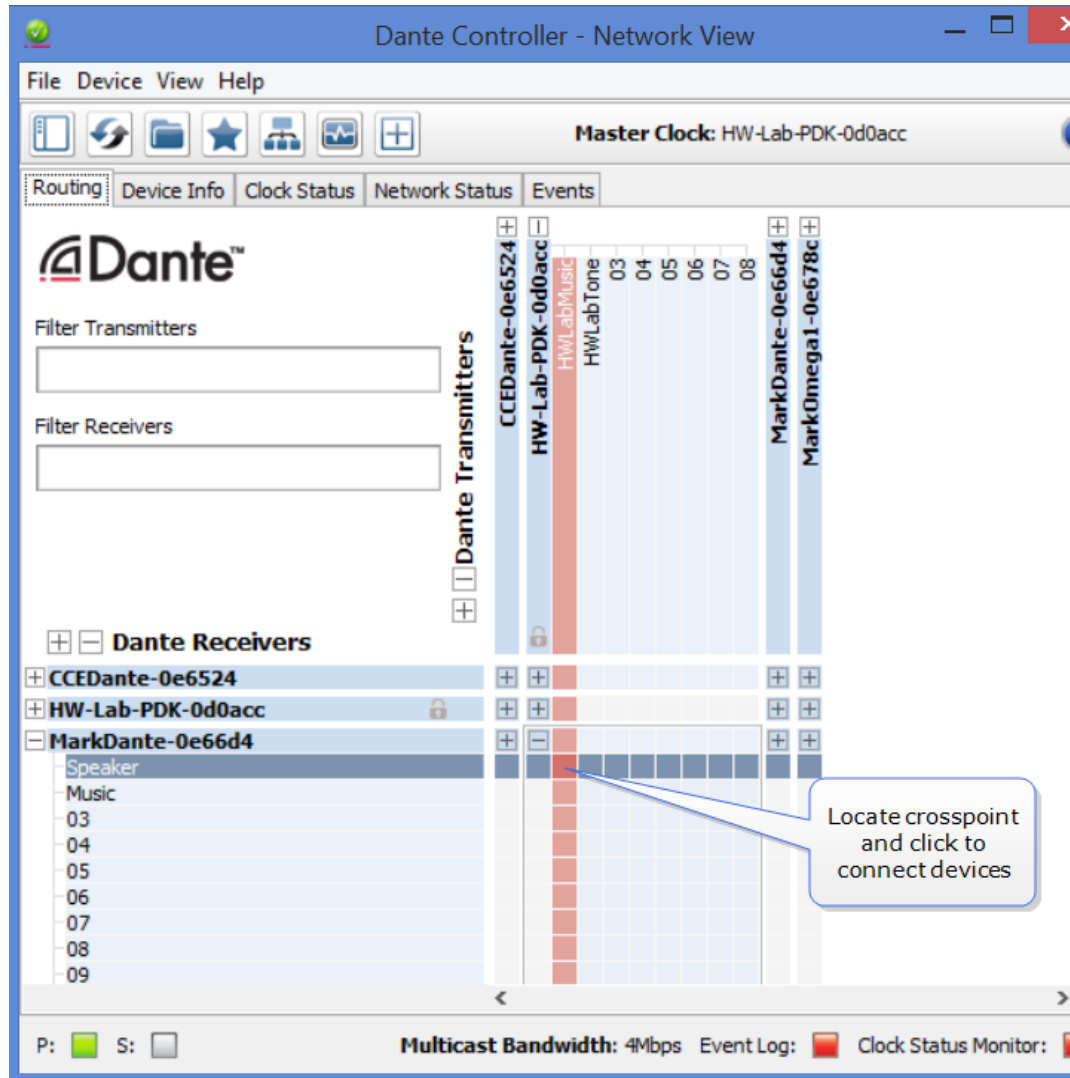 Dante Controller - Network View
File Device View Help
Master Clock: HW-Lab-PDK-0d0acc
Routing Device Info Clock Status Network Status Events
Dante™
Filter Transmitters
Filter Receivers
Dante Transmitters
CCEDante-0e6524
HW-Lab-PDK-0d0acc
HWLabMusic
HWLabTone
03
04
05
06
07
08
MarkDante-0e66d4
MarkOmega1-0e678c
Dante Receivers
CCEDante-0e6524
HW-Lab-PDK-0d0acc
MarkDante-0e66d4
Speaker
Music
03
04
05
06
07
08
09
Locate crosspoint
and click to
connect devices
P: S: Multicast Bandwidth: 4Mbps Event Log: Clock Status Monitor: